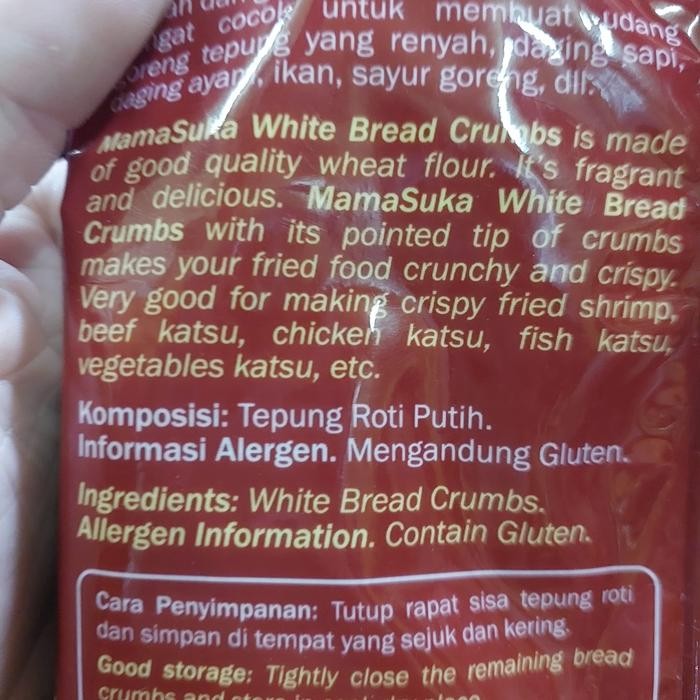 cocok untuk membuat udang
tepung yang renyah, daging sapi,
daging ayam, ikan, sayur goreng, dll.
MamaSuka White Bread Crumbs is made
of good quality wheat flour. It's fragrant
and delicious. MamaSuka White Bread
Crumbs with its pointed tip of crumbs
makes your fried food crunchy and crispy.
Very good for making crispy fried shrimp,
beef katsu, chicken katsu, fish katsu,
vegetables katsu, etc.
Komposisi: Tepung Roti Putih.
Informasi Alergen. Mengandung Gluten.
Ingredients: White Bread Crumbs.
Allergen Information. Contain Gluten.
Cara Penyimpanan: Tutup rapat sisa tepung roti
dan simpan di tempat yang sejuk dan kering.
Good storage: Tightly close the remaining bread
crumbs and store in